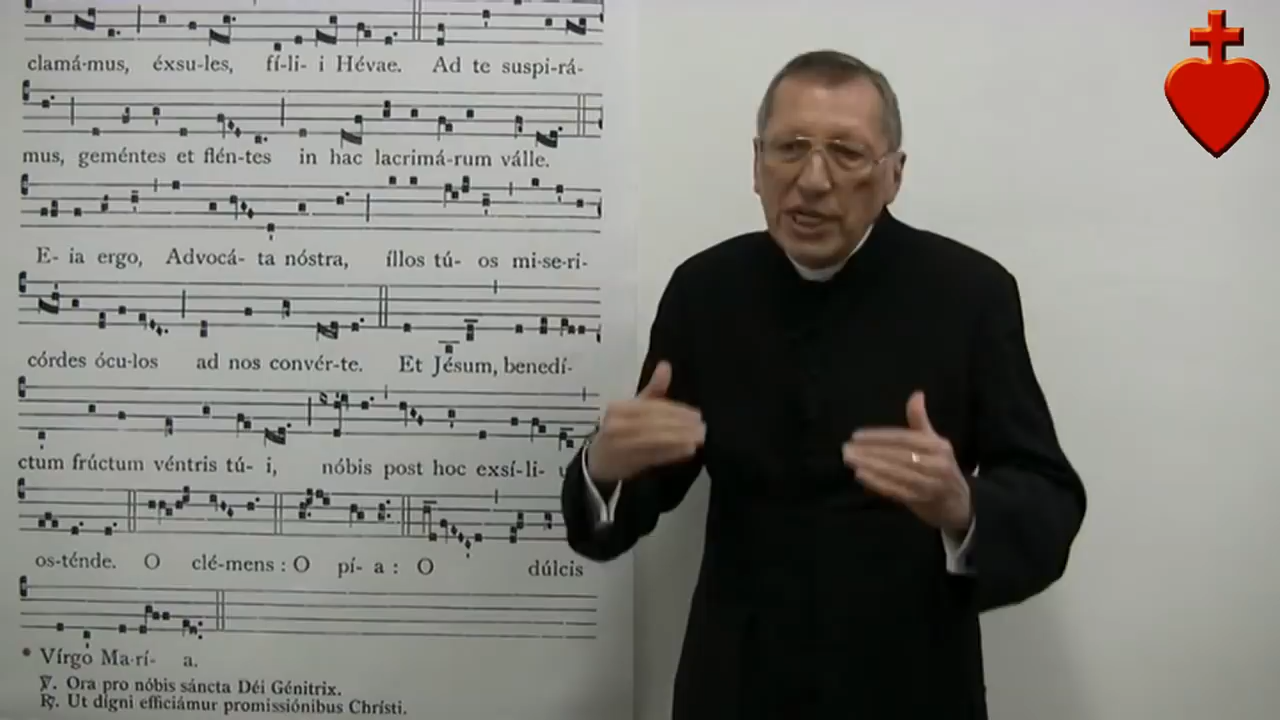 clamá-mus, éxsu-les, fí-li- i Hévae. Ad te suspi-rá-
mus, geméntes et flén-tes in hac lacrimá-rum válle.
E- ia ergo, Advocá- ta nóstra, íllos tú- os mi-se-ri-
córdes ócu-los ad nos convér-te. Et Jésum, benedí-
ctum frúctum véntris tú- i, nóbis post hoc exsí-li-
os-ténde. O clé-mens : O pí- a : O dúlcis
* Vírgo Ma-rí- a.
℣. Ora pro nóbis sáncta Déi Génitrix.
℟. Ut dígni efficiámur promissiónibus Chrísti.